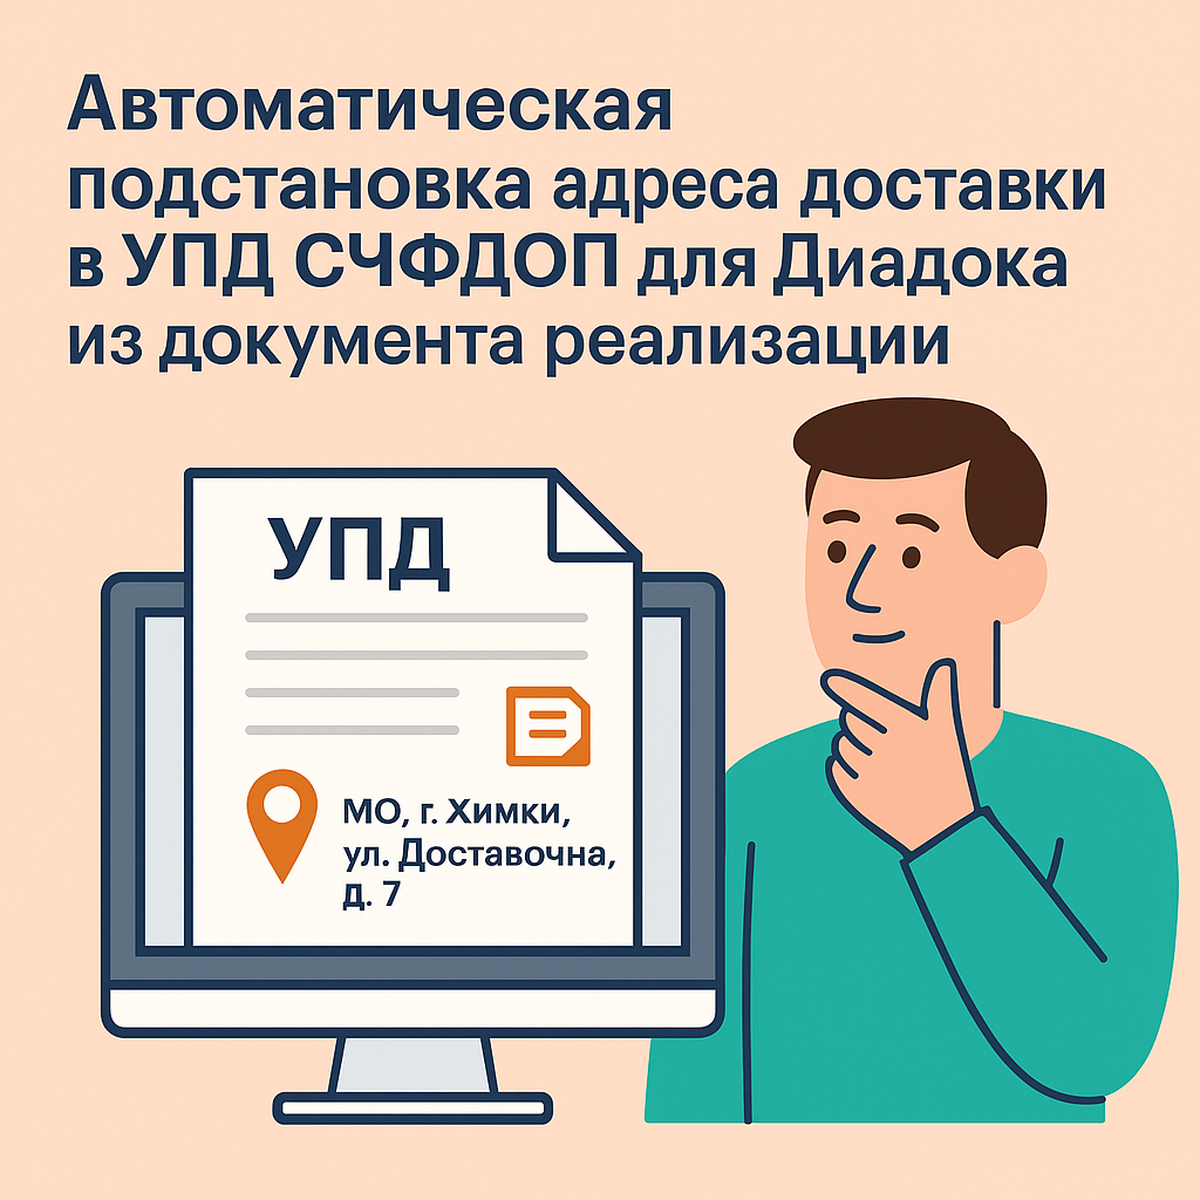 Автоматическая
подстановка адреса доставки
в УПД СЧФДОП для Диадока
из документа реализации
УПД
МО, г. Химки,
ул. Доставочна,
д. 7